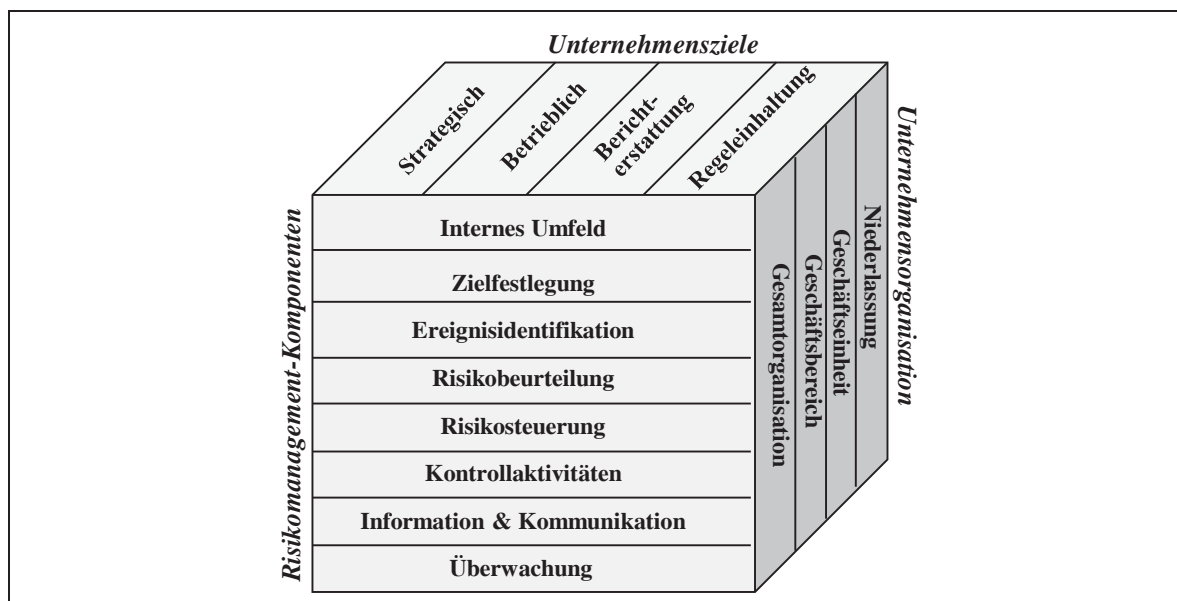 Unternehmensziele
Strategisch
Betrieblich
Bericht-
erstattung
Regeleinhaltung
Risikomanagement-Komponenten
Internes Umfeld
Zielfestlegung
Ereignisidentifikation
Risikobeurteilung
Risikosteuerung
Kontrollaktivitäten
Information & Kommunikation
Überwachung
Gesamtorganisation
Geschäftsbereich
Geschäftseinheit
Niederlassung
Unternehmensorganisation